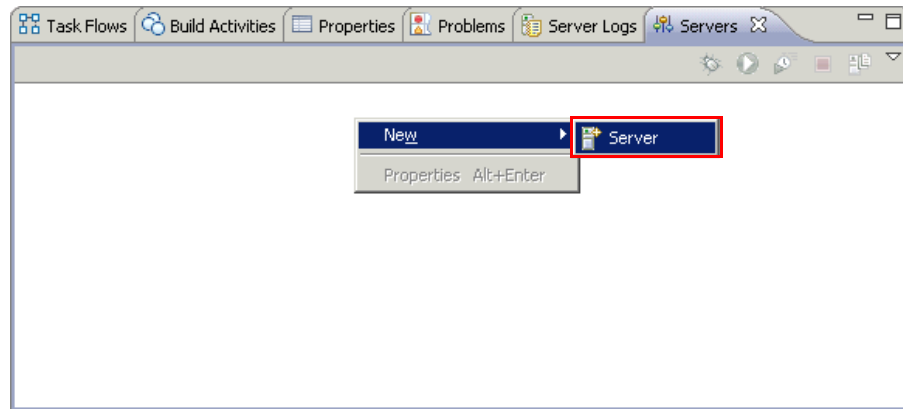 Task Flows Build Activities Properties Problems Server Logs Servers
New Server
Properties Alt+Enter